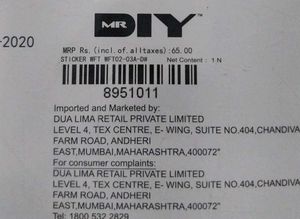 MR
DIY™
-2020
MRP Rs. (incl. of alltaxes):65.00
STICKER WFT WFT02-03A-DW Net Content : 1 N
8951011
Imported and Marketed by:
DUA LIMA RETAIL PRIVATE LIMITED
LEVEL 4, TEX CENTRE, E- WING, SUITE NO.404,CHANDIVA
FARM ROAD, ANDHERI
EAST,MUMBAI,MAHARASHTRA,400072"
For consumer complaints:
DUA LIMA RETAIL PRIVATE LIMITED
LEVEL 4, TEX CENTRE, E- WING, SUITE NO.404,CHANDIVA
FARM ROAD, ANDHERI
EAST,MUMBAI,MAHARASHTRA,400072"
Tel: 1800 532 2829